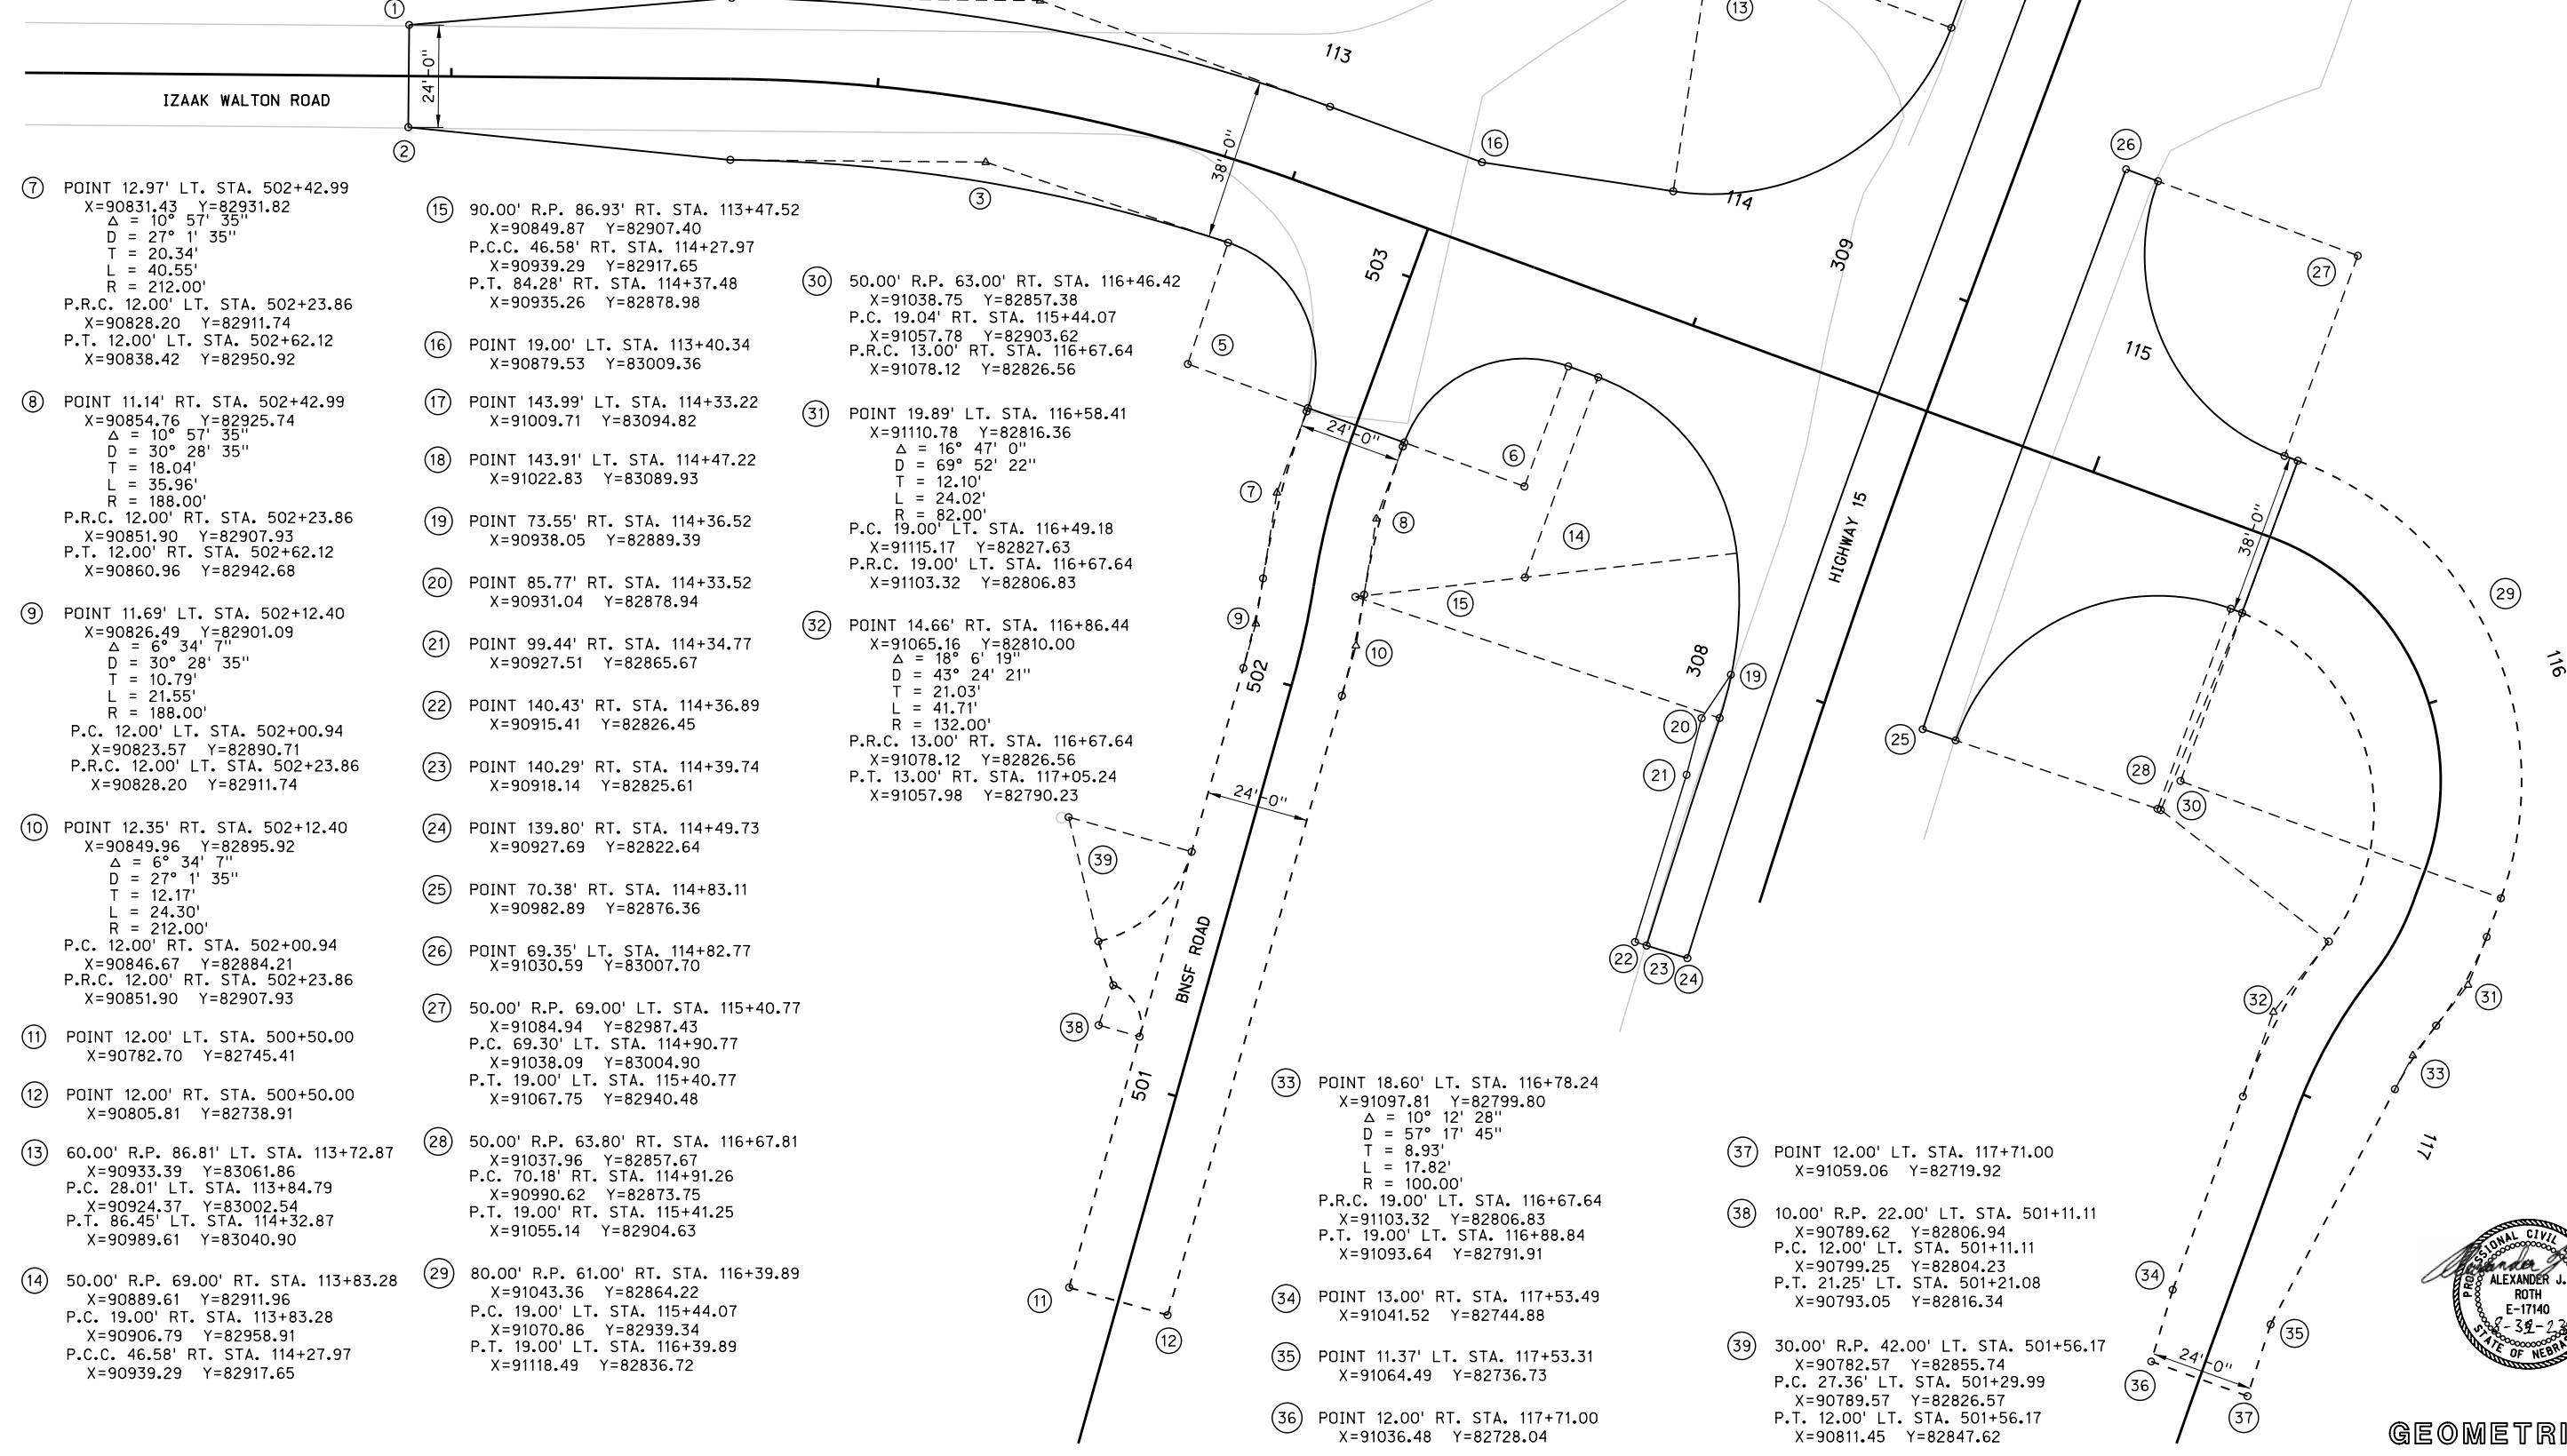 1
13
24'-0"
113
IZAAK WALTON ROAD
2
38'-0"
16
26
3
114
503
309
27
5
24'-0"
6
115
7
8
HIGHWAY 15
14
38'-0"
9
15
29
10
308
19
116
502
20
25
21
28
30
24'-0"
39
22
23
24
32
31
BNSF ROAD
38
33
501
117
34
11
35
12
24'-0"
36
37
7 POINT 12.97' LT. STA. 502+42.99
X=90831.43 Y=82931.82
Δ = 10° 57' 35"
D = 27° 1' 35"
T = 20.34'
L = 40.55'
R = 212.00'
P.R.C. 12.00' LT. STA. 502+23.86
X=90828.20 Y=82911.74
P.T. 12.00' LT. STA. 502+62.12
X=90838.42 Y=82950.92
8 POINT 11.14' RT. STA. 502+42.99
X=90854.76 Y=82925.74
Δ = 10° 57' 35"
D = 30° 28' 35"
T = 18.04'
L = 35.96'
R = 188.00'
P.R.C. 12.00' RT. STA. 502+23.86
X=90851.90 Y=82907.93
P.T. 12.00' RT. STA. 502+62.12
X=90860.96 Y=82942.68
9 POINT 11.69' LT. STA. 502+12.40
X=90826.49 Y=82901.09
Δ = 6° 34' 7"
D = 30° 28' 35"
T = 10.79'
L = 21.55'
R = 188.00'
P.C. 12.00' LT. STA. 502+00.94
X=90823.57 Y=82890.71
P.R.C. 12.00' LT. STA. 502+23.86
X=90828.20 Y=82911.74
10 POINT 12.35' RT. STA. 502+12.40
X=90849.96 Y=82895.92
Δ = 6° 34' 7"
D = 27° 1' 35"
T = 12.17'
L = 24.30'
R = 212.00'
P.C. 12.00' RT. STA. 502+00.94
X=90846.67 Y=82884.21
P.R.C. 12.00' RT. STA. 502+23.86
X=90851.90 Y=82907.93
11 POINT 12.00' LT. STA. 500+50.00
X=90782.70 Y=82745.41
12 POINT 12.00' RT. STA. 500+50.00
X=90805.81 Y=82738.91
13 60.00' R.P. 86.81' LT. STA. 113+72.87
X=90933.39 Y=83061.86
P.C. 28.01' LT. STA. 113+84.79
X=90924.37 Y=83002.54
P.T. 86.45' LT. STA. 114+32.87
X=90989.61 Y=83040.90
14 50.00' R.P. 69.00' RT. STA. 113+83.28
X=90889.61 Y=82911.96
P.C. 19.00' RT. STA. 113+83.28
X=90906.79 Y=82958.91
P.C.C. 46.58' RT. STA. 114+27.97
X=90939.29 Y=82917.65
15 90.00' R.P. 86.93' RT. STA. 113+47.52
X=90849.87 Y=82907.40
P.C.C. 46.58' RT. STA. 114+27.97
X=90939.29 Y=82917.65
P.T. 84.28' RT. STA. 114+37.48
X=90935.26 Y=82878.98
16 POINT 19.00' LT. STA. 113+40.34
X=90879.53 Y=83009.36
17 POINT 143.99' LT. STA. 114+33.22
X=91009.71 Y=83094.82
18 POINT 143.91' LT. STA. 114+47.22
X=91022.83 Y=83089.93
19 POINT 73.55' RT. STA. 114+36.52
X=90938.05 Y=82889.39
20 POINT 85.77' RT. STA. 114+33.52
X=90931.04 Y=82878.94
21 POINT 99.44' RT. STA. 114+34.77
X=90927.51 Y=82865.67
22 POINT 140.43' RT. STA. 114+36.89
X=90915.41 Y=82826.45
23 POINT 140.29' RT. STA. 114+39.74
X=90918.14 Y=82825.61
24 POINT 139.80' RT. STA. 114+49.73
X=90927.69 Y=82822.64
25 POINT 70.38' RT. STA. 114+83.11
X=90982.89 Y=82876.36
26 POINT 69.35' LT. STA. 114+82.77
X=91030.59 Y=83007.70
27 50.00' R.P. 69.00' LT. STA. 115+40.77
X=91084.94 Y=82987.43
P.C. 69.30' LT. STA. 114+90.77
X=91038.09 Y=83004.90
P.T. 19.00' LT. STA. 115+40.77
X=91067.75 Y=82940.48
28 50.00' R.P. 63.80' RT. STA. 116+67.81
X=91037.96 Y=82857.67
P.C. 70.18' RT. STA. 114+91.26
X=90990.62 Y=82873.75
P.T. 19.00' RT. STA. 115+41.25
X=91055.14 Y=82904.63
29 80.00' R.P. 61.00' RT. STA. 116+39.89
X=91043.36 Y=82864.22
P.C. 19.00' LT. STA. 115+44.07
X=91070.86 Y=82939.34
P.T. 19.00' LT. STA. 116+39.89
X=91118.49 Y=82836.72
30 50.00' R.P. 63.00' RT. STA. 116+46.42
X=91038.75 Y=82857.38
P.C. 19.04' RT. STA. 115+44.07
X=91057.78 Y=82903.62
P.R.C. 13.00' RT. STA. 116+67.64
X=91078.12 Y=82826.56
31 POINT 19.89' LT. STA. 116+58.41
X=91110.78 Y=82816.36
Δ = 16° 47' 0"
D = 69° 52' 22"
T = 12.10'
L = 24.02'
R = 82.00'
P.C. 19.00' LT. STA. 116+49.18
X=91115.17 Y=82827.63
P.R.C. 19.00' LT. STA. 116+67.64
X=91103.32 Y=82806.83
32 POINT 14.66' RT. STA. 116+86.44
X=91065.16 Y=82810.00
Δ = 18° 6' 19"
D = 43° 24' 21"
T = 21.03'
L = 41.71'
R = 132.00'
P.R.C. 13.00' RT. STA. 116+67.64
X=91078.12 Y=82826.56
P.T. 13.00' RT. STA. 117+05.24
X=91057.98 Y=82790.23
33 POINT 18.60' LT. STA. 116+78.24
X=91097.81 Y=82799.80
Δ = 10° 12' 28"
D = 57° 17' 45"
T = 8.93'
L = 17.82'
R = 100.00'
P.R.C. 19.00' LT. STA. 116+67.64
X=91103.32 Y=82806.83
P.T. 19.00' LT. STA. 116+88.84
X=91093.64 Y=82791.91
34 POINT 13.00' RT. STA. 117+53.49
X=91041.52 Y=82744.88
35 POINT 11.37' LT. STA. 117+53.31
X=91064.49 Y=82736.73
36 POINT 12.00' RT. STA. 117+71.00
X=91036.48 Y=82728.04
37 POINT 12.00' LT. STA. 117+71.00
X=91059.06 Y=82719.92
38 10.00' R.P. 22.00' LT. STA. 501+11.11
X=90789.62 Y=82806.94
P.C. 12.00' LT. STA. 501+11.11
X=90799.25 Y=82804.23
P.T. 21.25' LT. STA. 501+21.08
X=90793.05 Y=82816.34
39 30.00' R.P. 42.00' LT. STA. 501+56.17
X=90782.57 Y=82855.74
P.C. 27.36' LT. STA. 501+29.99
X=90789.57 Y=82826.57
P.T. 12.00' LT. STA. 501+56.17
X=90811.45 Y=82847.62
CIVIL
ALEXANDER J.
ROTH
E-17140
STATE OF
GEOMETRI